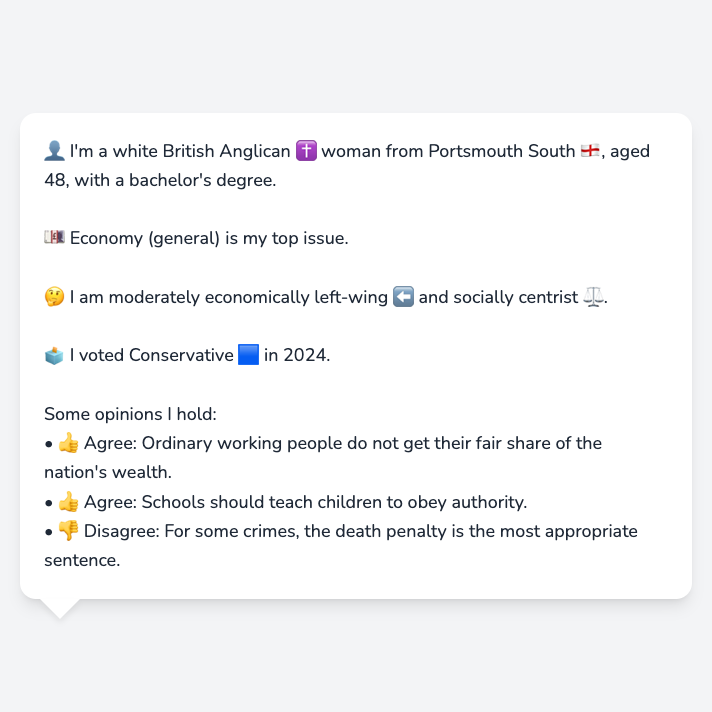 👤 I'm a white British Anglican ✝️ woman from Portsmouth South 🏴󠁧󠁢󠁥󠁮󠁧󠁿, aged
48, with a bachelor's degree.
💷 Economy (general) is my top issue.
🤔 I am moderately economically left-wing ⬅️ and socially centrist ⚖️.
🗳️ I voted Conservative 🟦 in 2024.
Some opinions I hold:
• 👍 Agree: Ordinary working people do not get their fair share of the
nation's wealth.
• 👍 Agree: Schools should teach children to obey authority.
• 👎 Disagree: For some crimes, the death penalty is the most appropriate
sentence.